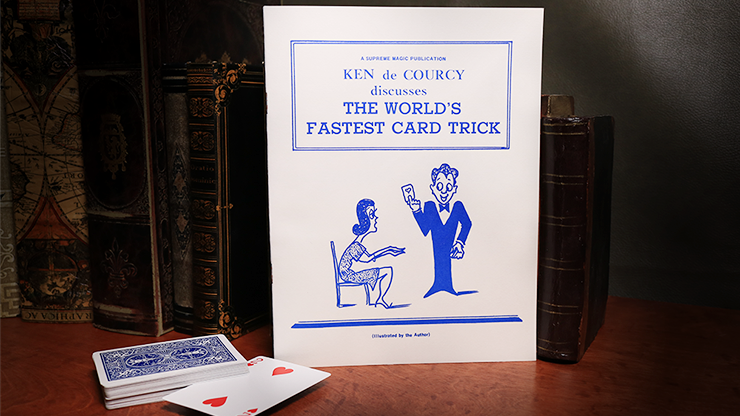 A SUPREME MAGIC PUBLICATION
KEN de COURCY
discusses
THE WORLD'S
FASTEST CARD TRICK
(Illustrated by the Author)